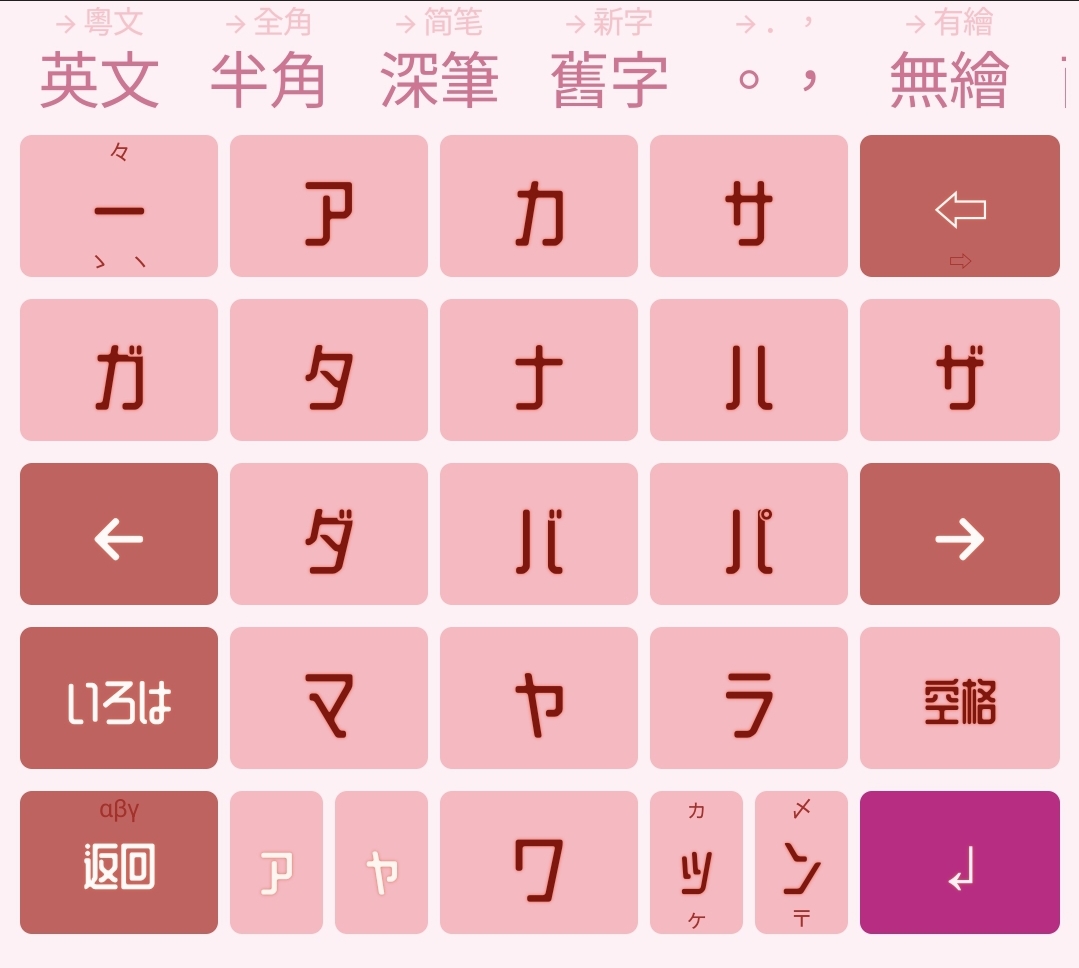 → 粵文 → 全角 → 简笔 → 新字 → . , → 有繪
英文 半角 深筆 舊字 。, 無繪
々
ー ア カ サ ⇦
ゝ ヽ ⇨
ガ タ ナ ハ ザ
← ダ バ パ →
いろは マ ヤ ラ 空格
αβγ ヵ 〆
返回 ァ ャ ワ ッ ン ↲
ヶ 〒